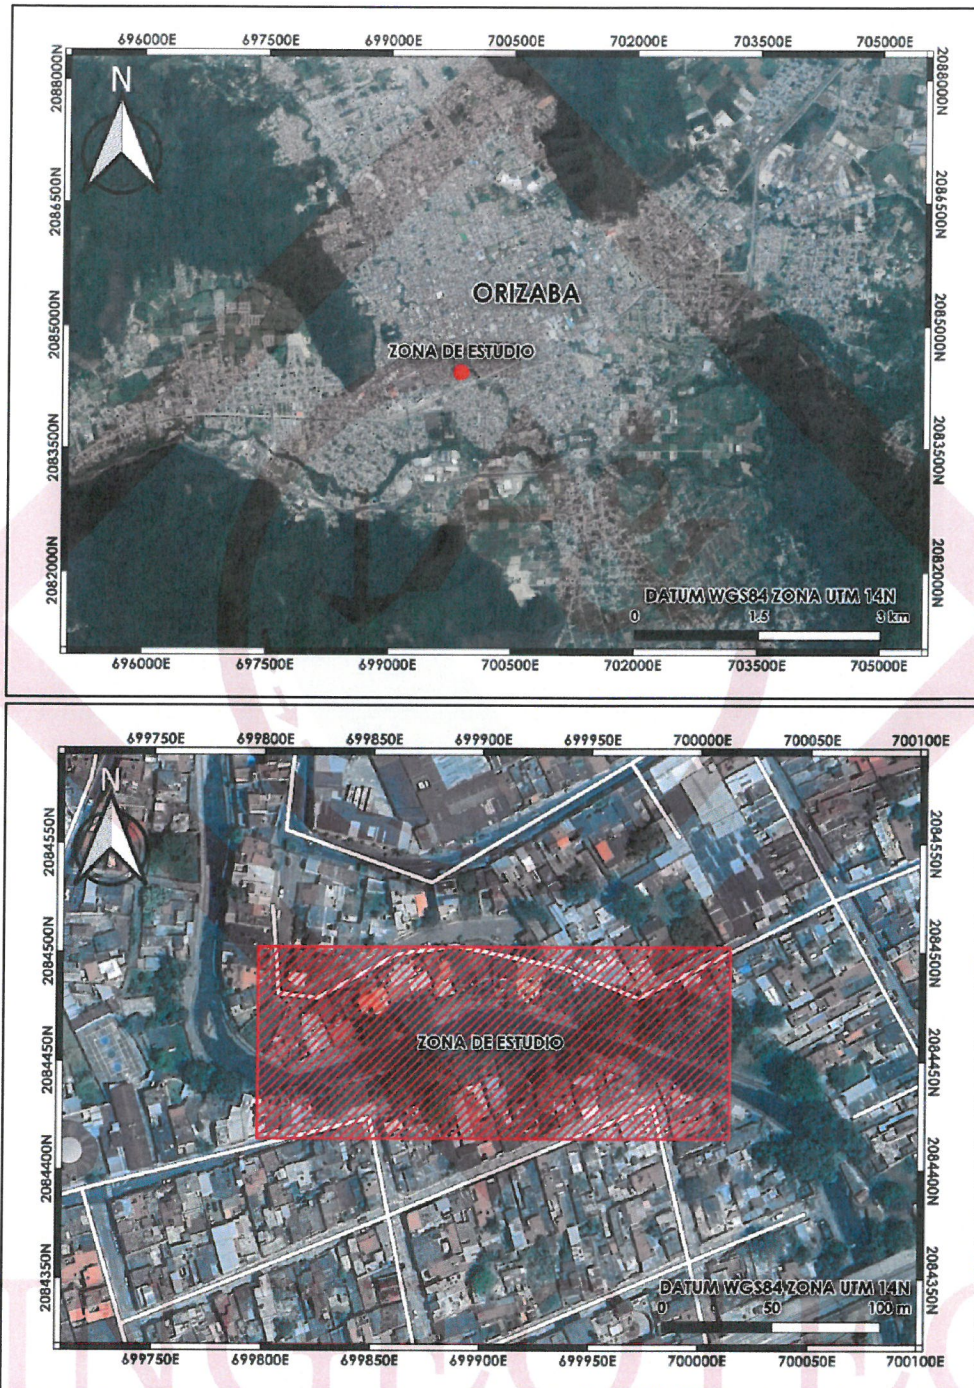 696000E 697500E 699000E 700500E 702000E 703500E 705000E
2088000N 2088000N
N
2086500N 2086500N
ORIZABA
2085000N 2085000N
ZONA DE ESTUDIO
2083500N 2083500N
2082000N 2082000N
DATUM WGS84 ZONA UTM 14N
0 1.5 3 km
696000E 697500E 699000E 700500E 702000E 703500E 705000E
699750E 699800E 699850E 699900E 699950E 700000E 700050E 700100E
N
2084550N 2084550N
2084500N 2084500N
ZONA DE ESTUDIO
2084450N 2084450N
2084400N 2084400N
2084350N 2084350N
DATUM WGS84 ZONA UTM 14N
0 50 100 m
699750E 699800E 699850E 699900E 699950E 700000E 700050E 700100E